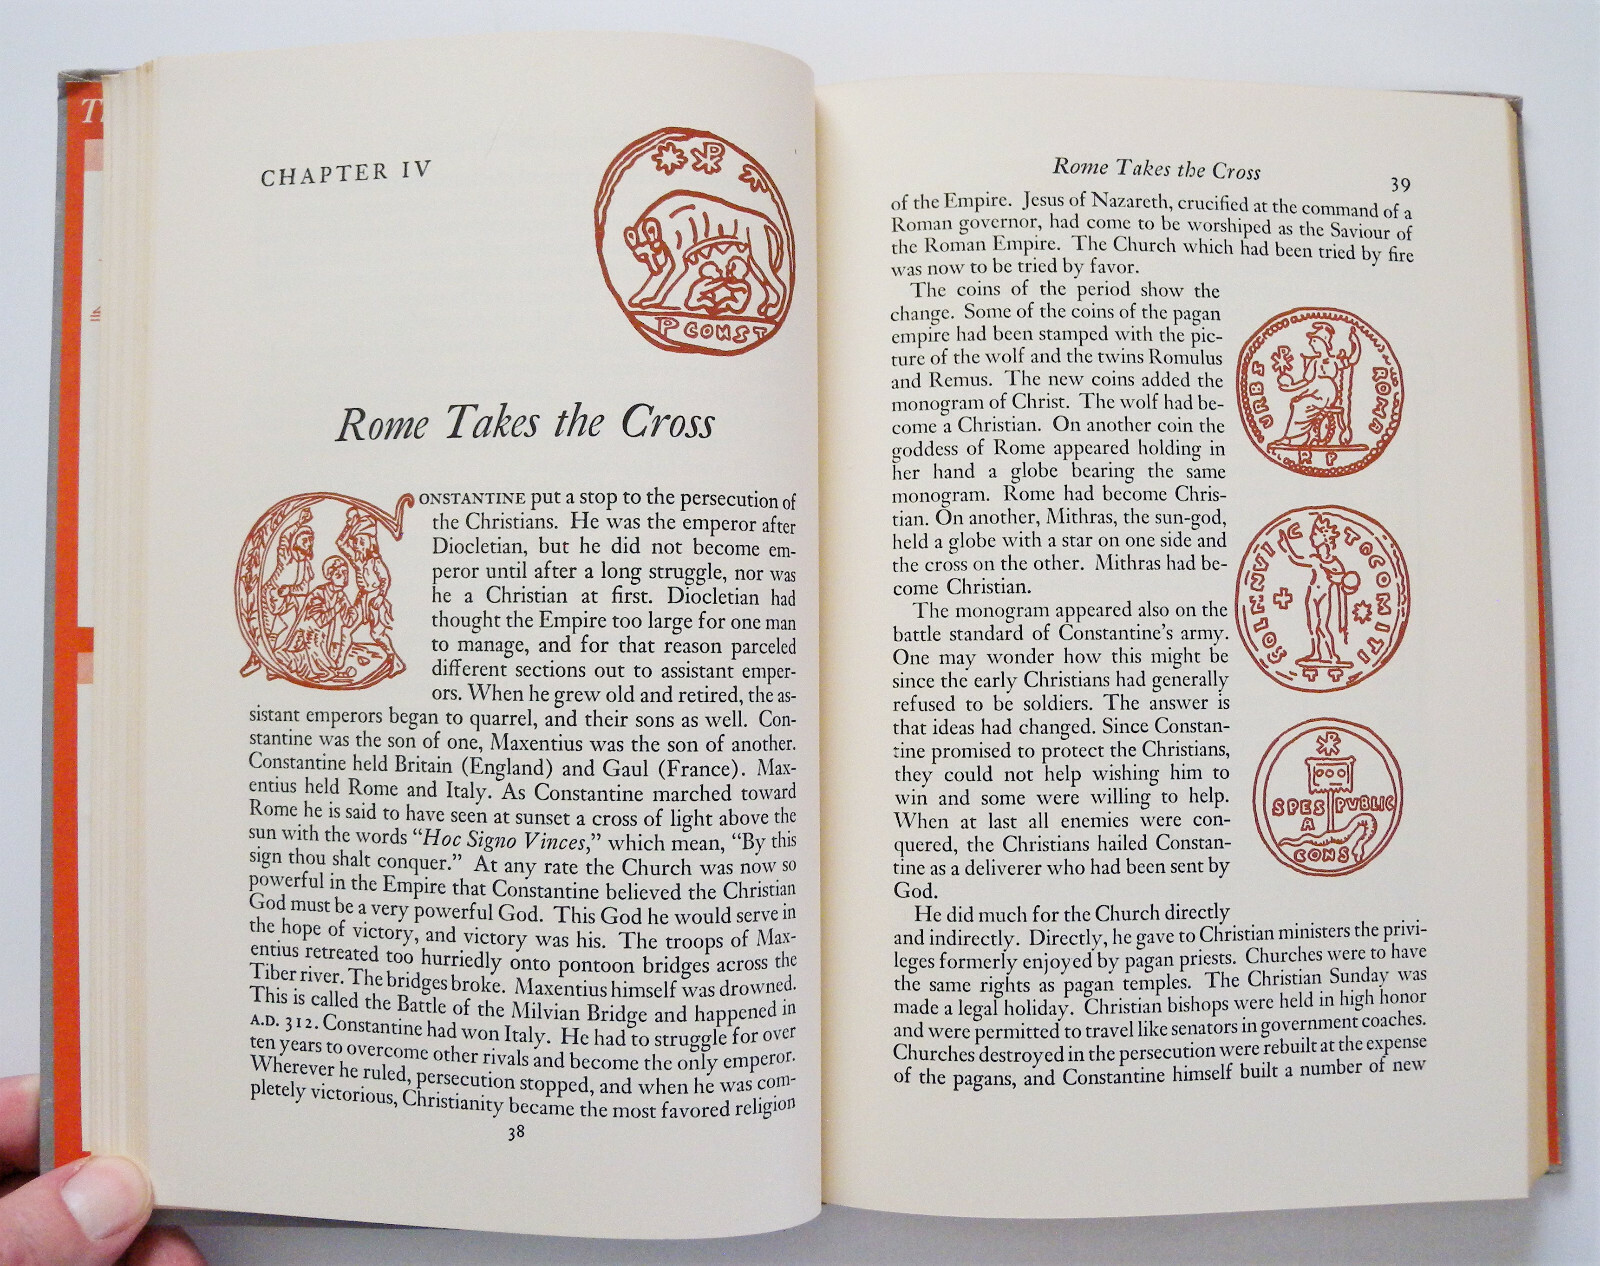 T
CHAPTER IV
P CONST
Rome Takes the Cross
CONSTANTINE put a stop to the persecution of
the Christians. He was the emperor after
Diocletian, but he did not become em-
peror until after a long struggle, nor was
he a Christian at first. Diocletian had
thought the Empire too large for one man
to manage, and for that reason parceled
different sections out to assistant emper-
ors. When he grew old and retired, the as-
sistant emperors began to quarrel, and their sons as well. Con-
stantine was the son of one, Maxentius was the son of another.
Constantine held Britain (England) and Gaul (France). Max-
entius held Rome and Italy. As Constantine marched toward
Rome he is said to have seen at sunset a cross of light above the
sun with the words “Hoc Signo Vinces,” which mean, “By this
sign thou shalt conquer.” At any rate the Church was now so
powerful in the Empire that Constantine believed the Christian
God must be a very powerful God. This God he would serve in
the hope of victory, and victory was his. The troops of Max-
entius retreated too hurriedly onto pontoon bridges across the
Tiber river. The bridges broke. Maxentius himself was drowned.
This is called the Battle of the Milvian Bridge and happened in
A.D. 312. Constantine had won Italy. He had to struggle for over
ten years to overcome other rivals and become the only emperor.
Wherever he ruled, persecution stopped, and when he was com-
pletely victorious, Christianity became the most favored religion
38
Rome Takes the Cross
39
of the Empire. Jesus of Nazareth, crucified at the command of a
Roman governor, had come to be worshiped as the Saviour of
the Roman Empire. The Church which had been tried by fire
was now to be tried by favor.
The coins of the period show the
change. Some of the coins of the pagan
empire had been stamped with the pic-
ture of the wolf and the twins Romulus
and Remus. The new coins added the
monogram of Christ. The wolf had be-
come a Christian. On another coin the
goddess of Rome appeared holding in
her hand a globe bearing the same
monogram. Rome had become Chris-
tian. On another, Mithras, the sun-god,
held a globe with a star on one side and
the cross on the other. Mithras had be-
come Christian.
The monogram appeared also on the
battle standard of Constantine’s army.
One may wonder how this might be
since the early Christians had generally
refused to be soldiers. The answer is
that ideas had changed. Since Constan-
tine promised to protect the Christians,
they could not help wishing him to
win and some were willing to help.
When at last all enemies were con-
quered, the Christians hailed Constan-
tine as a deliverer who had been sent by
God.
He did much for the Church directly
and indirectly. Directly, he gave to Christian ministers the privi-
leges formerly enjoyed by pagan priests. Churches were to have
the same rights as pagan temples. The Christian Sunday was
made a legal holiday. Christian bishops were held in high honor
and were permitted to travel like senators in government coaches.
Churches destroyed in the persecution were rebuilt at the expense
of the pagans, and Constantine himself built a number of new
URBS ROMA
R P
SOLINNVIC TOCOMITI
T T
SPES PUBLIC
A
CONS